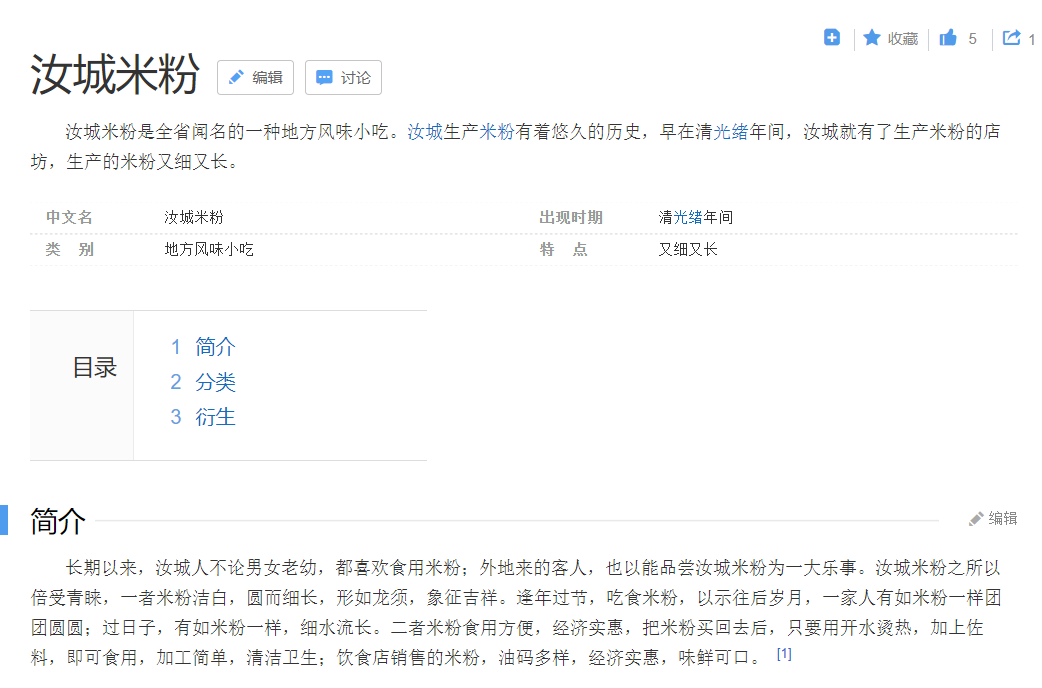 收藏 5 1
汝城米粉 编辑 讨论
汝城米粉是全省闻名的一种地方风味小吃。汝城生产米粉有着悠久的历史，早在清光绪年间，汝城就有了生产米粉的店
坊，生产的米粉又细又长。
中文名 汝城米粉 出现时期 清光绪年间
类 别 地方风味小吃 特 点 又细又长
目录
1 简介
2 分类
3 衍生
简介 编辑
长期以来，汝城人不论男女老幼，都喜欢食用米粉；外地来的客人，也以能品尝汝城米粉为一大乐事。汝城米粉之所以
倍受青睐，一者米粉洁白，圆而细长，形如龙须，象征吉祥。逢年过节，吃食米粉，以示往后岁月，一家人有如米粉一样团
团圆圆；过日子，有如米粉一样，细水流长。二者米粉食用方便，经济实惠，把米粉买回去后，只要用开水烫热，加上佐
料，即可食用，加工简单，清洁卫生；饮食店销售的米粉，油码多样，经济实惠，味鲜可口。 [1]